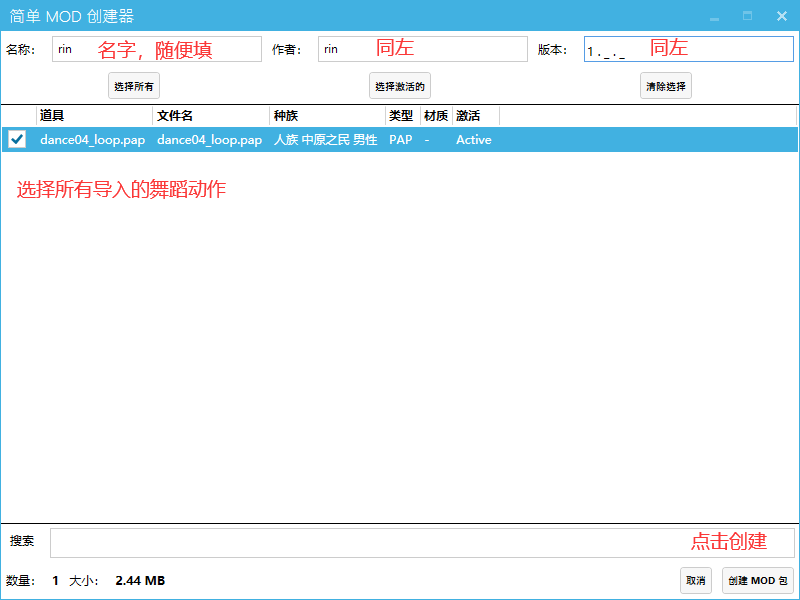 简单 MOD 创建器
名称: rin 名字，随便填 作者: rin 同左 版本: 1._._ 同左
选择所有 选择激活的 清除选择
道具 文件名 种族 类型 材质 激活
dance04_loop.pap dance04_loop.pap 人族 中原之民 男性 PAP - Active
选择所有导入的舞蹈动作
点击创建
搜索
数量: 1 大小: 2.44 MB 取消 创建 MOD 包